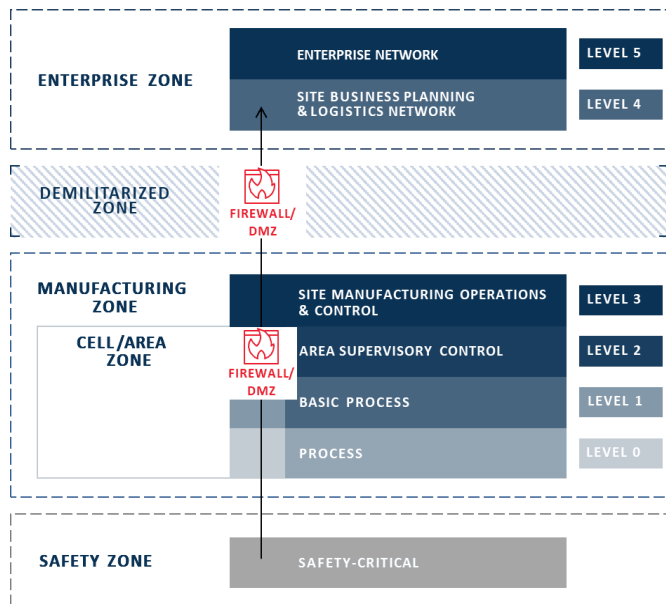 ENTERPRISE ZONE
ENTERPRISE NETWORK
LEVEL 5
SITE BUSINESS PLANNING
& LOGISTICS NETWORK
LEVEL 4
DEMILITARIZED
ZONE
FIREWALL/
DMZ
MANUFACTURING
ZONE
SITE MANUFACTURING OPERATIONS
& CONTROL
LEVEL 3
CELL/AREA
ZONE
FIREWALL/
DMZ
AREA SUPERVISORY CONTROL
LEVEL 2
BASIC PROCESS
LEVEL 1
PROCESS
LEVEL 0
SAFETY ZONE
SAFETY-CRITICAL